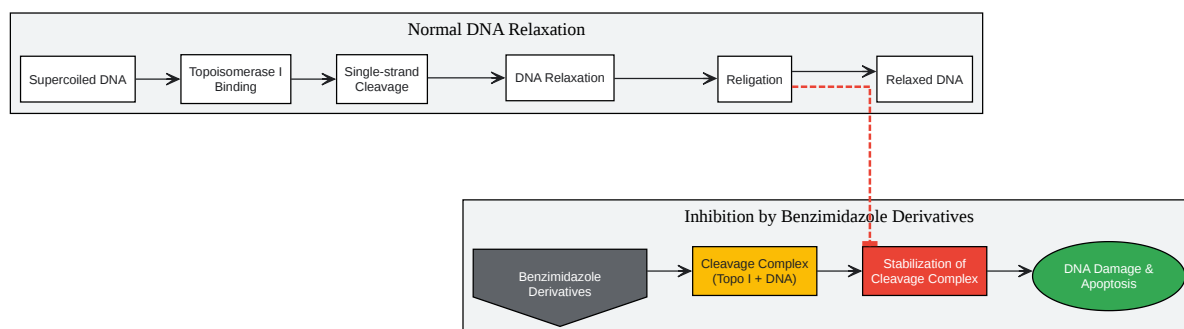 Normal DNA Relaxation
Supercoiled DNA
Topoisomerase I
Binding
Single-strand
Cleavage
DNA Relaxation
Religation
Relaxed DNA
Inhibition by Benzimidazole Derivatives
Benzimidazole
Derivatives
Cleavage Complex
(Topo I + DNA)
Stabilization of
Cleavage Complex
DNA Damage &
Apoptosis